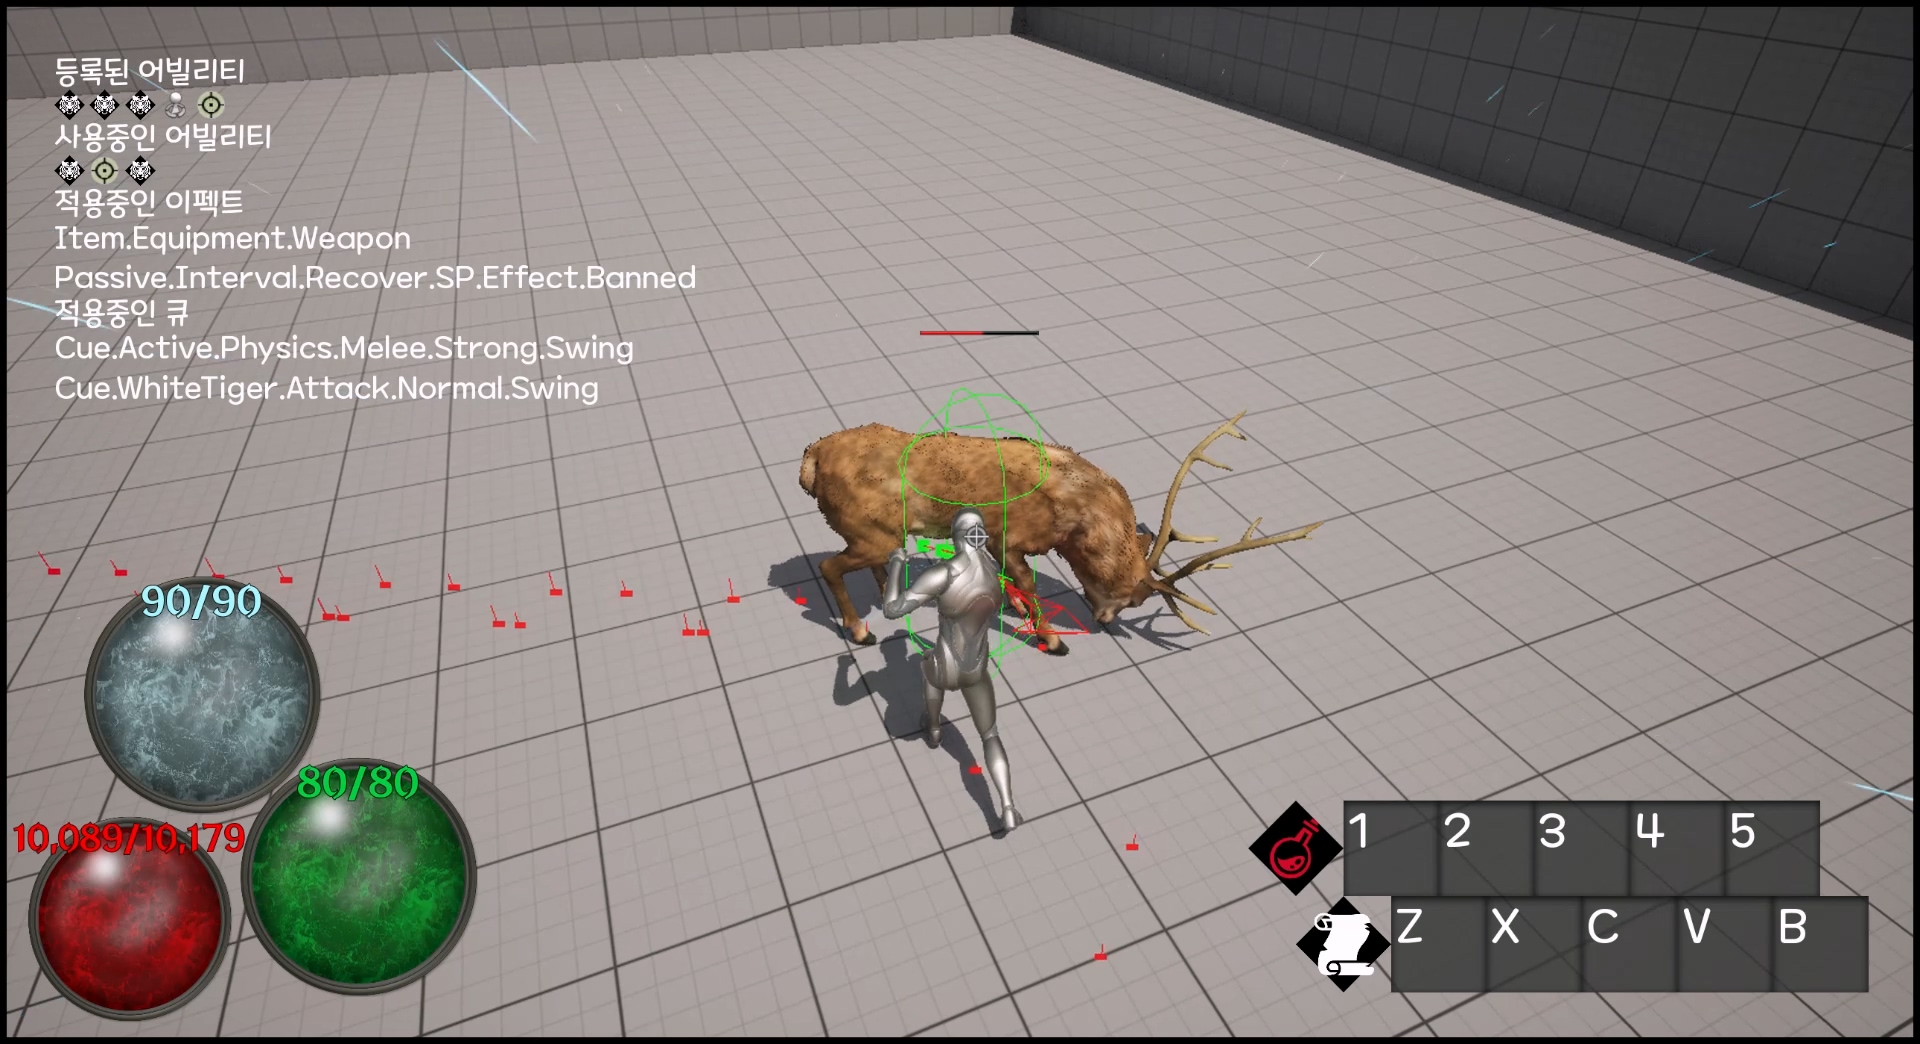 등록된 어빌리티
사용중인 어빌리티
적용중인 이펙트
Item.Equipment.Weapon
Passive.Interval.Recover.SP.Effect.Banned
적용중인 큐
Cue.Active.Physics.Melee.Strong.Swing
Cue.WhiteTiger.Attack.Normal.Swing
90/90
80/80
10,089/10,179
1 2 3 4 5
Z X C V B